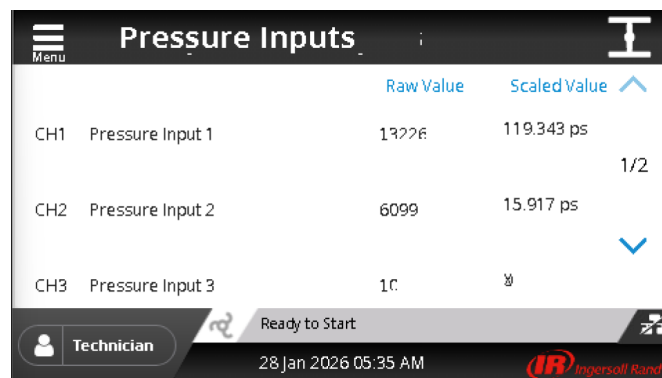 Pressure Inputs
Menu
Raw Value Scaled Value
CH1 Pressure Input 1 119.343 ps
1/2
CH2 Pressure Input 2 6099 15.917 ps
CH3 Pressure Input 3
Ready to Start
Technician
28 Jan 2026 05:35 AM
IR Ingersoll Rand